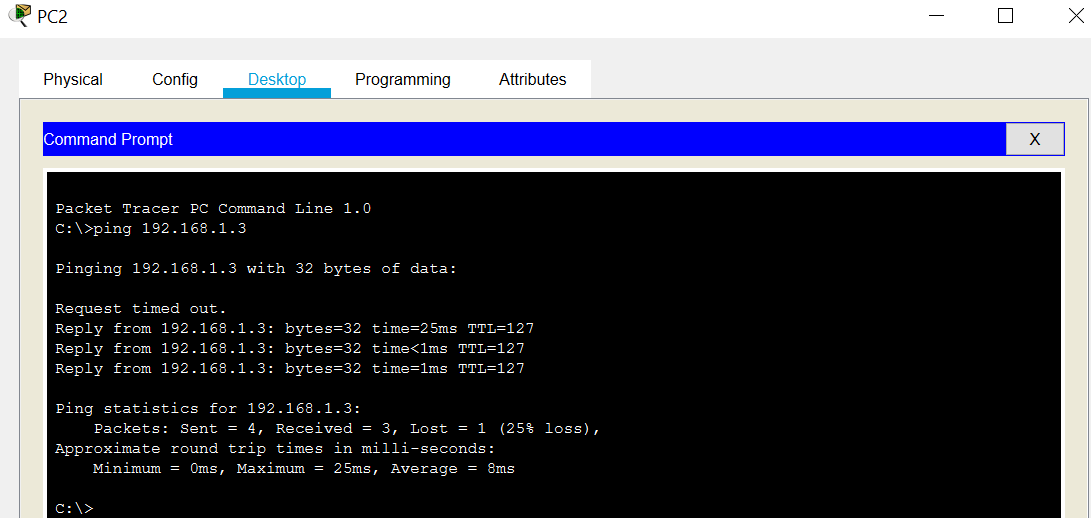 PC2
Physical Config Desktop Programming Attributes
Command Prompt X
Packet Tracer PC Command Line 1.0
C:\>ping 192.168.1.3
Pinging 192.168.1.3 with 32 bytes of data:
Request timed out.
Reply from 192.168.1.3: bytes=32 time=25ms TTL=127
Reply from 192.168.1.3: bytes=32 time<1ms TTL=127
Reply from 192.168.1.3: bytes=32 time=1ms TTL=127
Ping statistics for 192.168.1.3:
    Packets: Sent = 4, Received = 3, Lost = 1 (25% loss),
Approximate round trip times in milli-seconds:
    Minimum = 0ms, Maximum = 25ms, Average = 8ms
C:\>